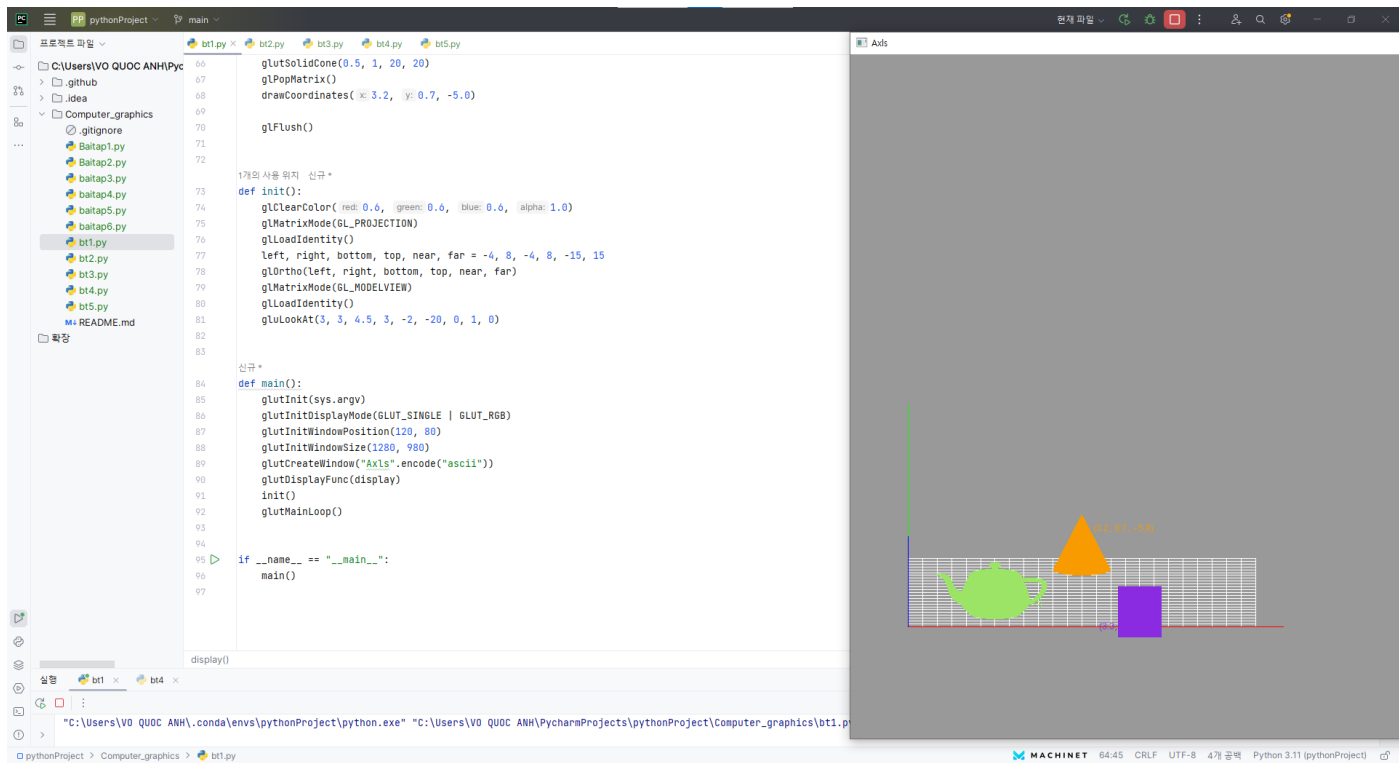 PC PP pythonProject main 현재 파일
프로젝트 파일
bt1.py bt2.py bt3.py bt4.py bt5.py
Axls
C:\Users\VO QUOC ANH\Pyc
.github
.idea
Computer_graphics
.gitignore
Baitap1.py
Baitap2.py
baitap3.py
baitap4.py
baitap5.py
baitap6.py
bt1.py
bt2.py
bt3.py
bt4.py
bt5.py
M↓ README.md
확장
66 glutSolidCone(0.5, 1, 20, 20)
67 glPopMatrix()
68 drawCoordinates( x: 3.2, y: 0.7, -5.0)
69
70 glFlush()
71
72
1개의 사용 위치 신규 *
73 def init():
74 glClearColor( red: 0.6, green: 0.6, blue: 0.6, alpha: 1.0)
75 glMatrixMode(GL_PROJECTION)
76 glLoadIdentity()
77 left, right, bottom, top, near, far = -4, 8, -4, 8, -15, 15
78 glOrtho(left, right, bottom, top, near, far)
79 glMatrixMode(GL_MODELVIEW)
80 glLoadIdentity()
81 gluLookAt(3, 3, 4.5, 3, -2, -20, 0, 1, 0)
82
83
신규 *
84 def main():
85 glutInit(sys.argv)
86 glutInitDisplayMode(GLUT_SINGLE | GLUT_RGB)
87 glutInitWindowPosition(120, 80)
88 glutInitWindowSize(1280, 980)
89 glutCreateWindow("Axls".encode("ascii"))
90 glutDisplayFunc(display)
91 init()
92 glutMainLoop()
93
94
95 if __name__ == "__main__":
96 main()
97
display()
실행 bt1 bt4
"C:\Users\VO QUOC ANH\.conda\envs\pythonProject\python.exe" "C:\Users\VO QUOC ANH\PycharmProjects\pythonProject\Computer_graphics\bt1.p
pythonProject > Computer_graphics > bt1.py
MACHINET 64:45 CRLF UTF-8 4개 공백 Python 3.11 (pythonProject)